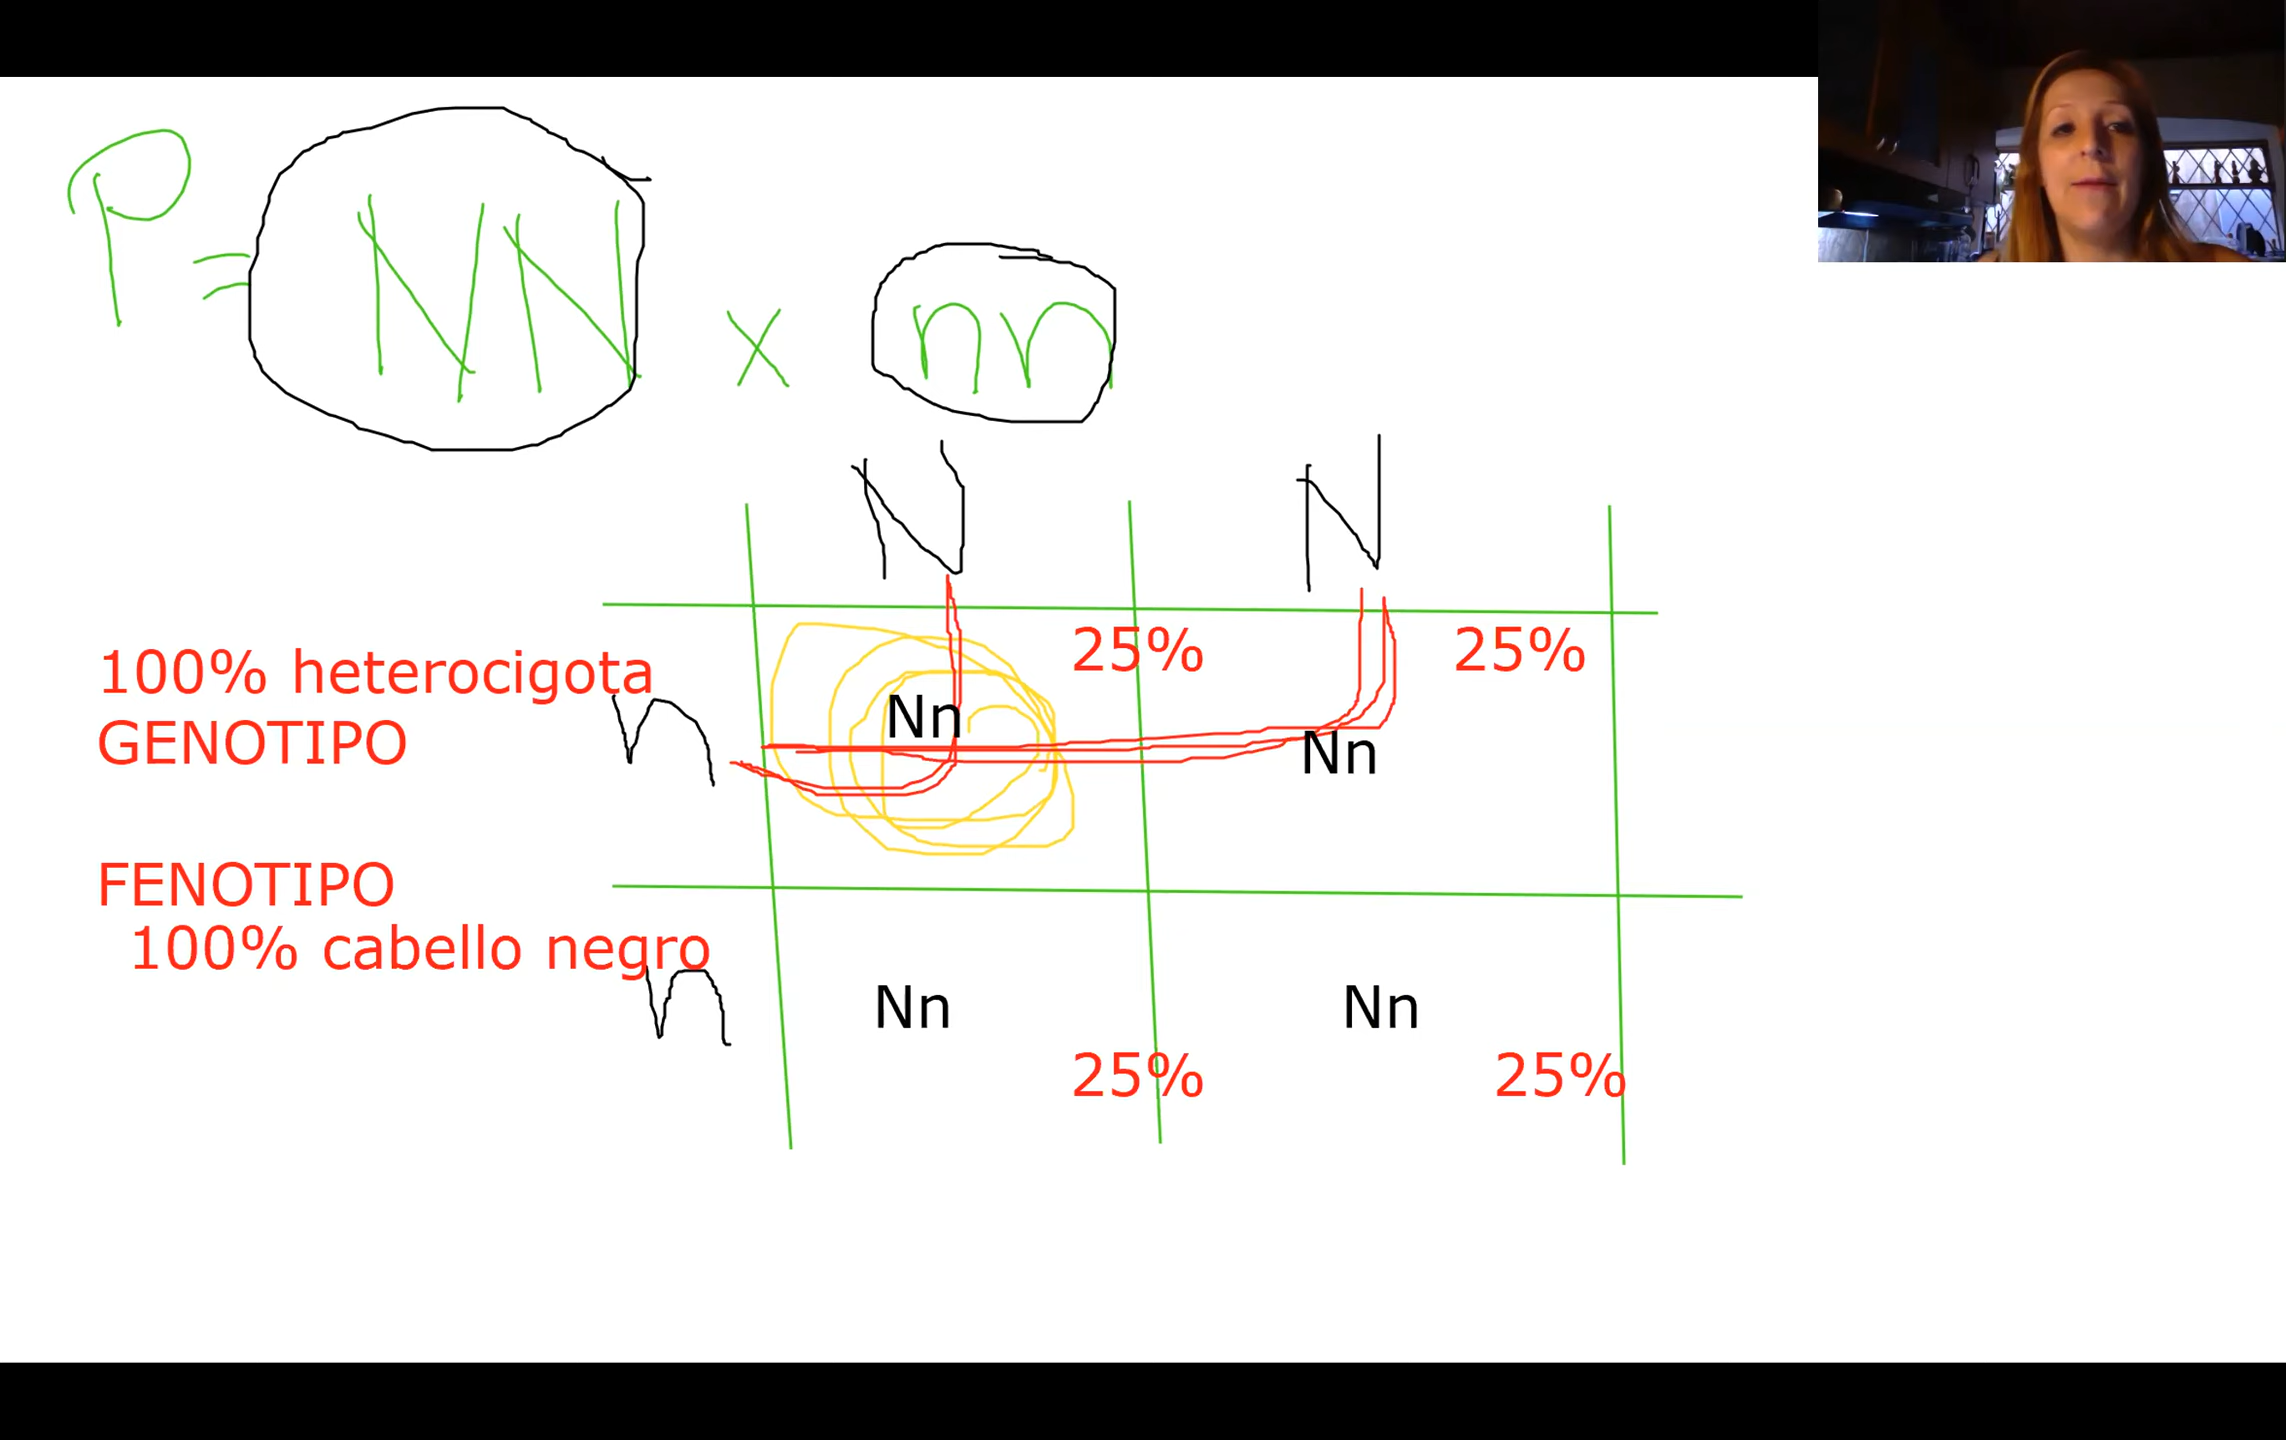 P = NN x nn
N N
25% 25%
100% heterocigota
n Nn Nn
GENOTIPO
FENOTIPO
100% cabello negro
n Nn Nn
25% 25%